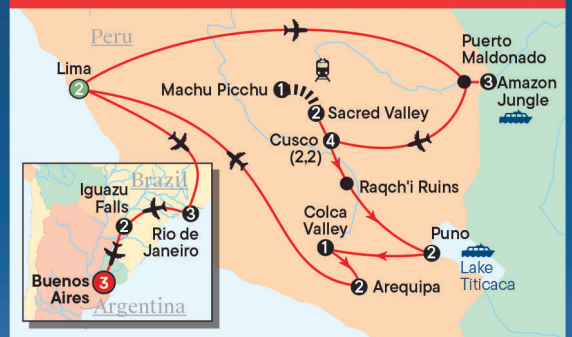 Peru
Lima
2
Puerto
Maldonado
3 Amazon
Jungle
Machu Picchu 1
2 Sacred Valley
Cusco 4
(2,2)
Raqch'i Ruins
Colca
Valley
1
Puno
2
Lake
Titicaca
2 Arequipa
Brazil
Iguazu
Falls
2
3
Rio de
Janeiro
Buenos
Aires
3
Argentina